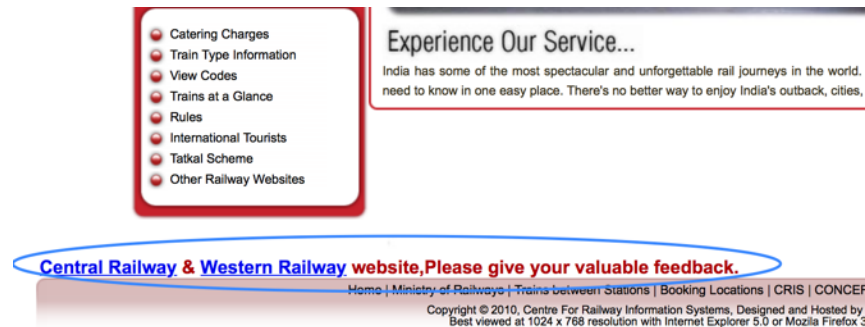 Catering Charges
Train Type Information
View Codes
Trains at a Glance
Rules
International Tourists
Tatkal Scheme
Other Railway Websites
Experience Our Service...
India has some of the most spectacular and unforgettable rail journeys in the world.
need to know in one easy place. There's no better way to enjoy India's outback, cities,
Central Railway & Western Railway website,Please give your valuable feedback.
Home | Ministry of Railways | Trains between Stations | Booking Locations | CRIS | CONCER
Copyright © 2010, Centre For Railway Information Systems, Designed and Hosted by
Best viewed at 1024 x 768 resolution with Internet Explorer 5.0 or Mozila Firefox 3